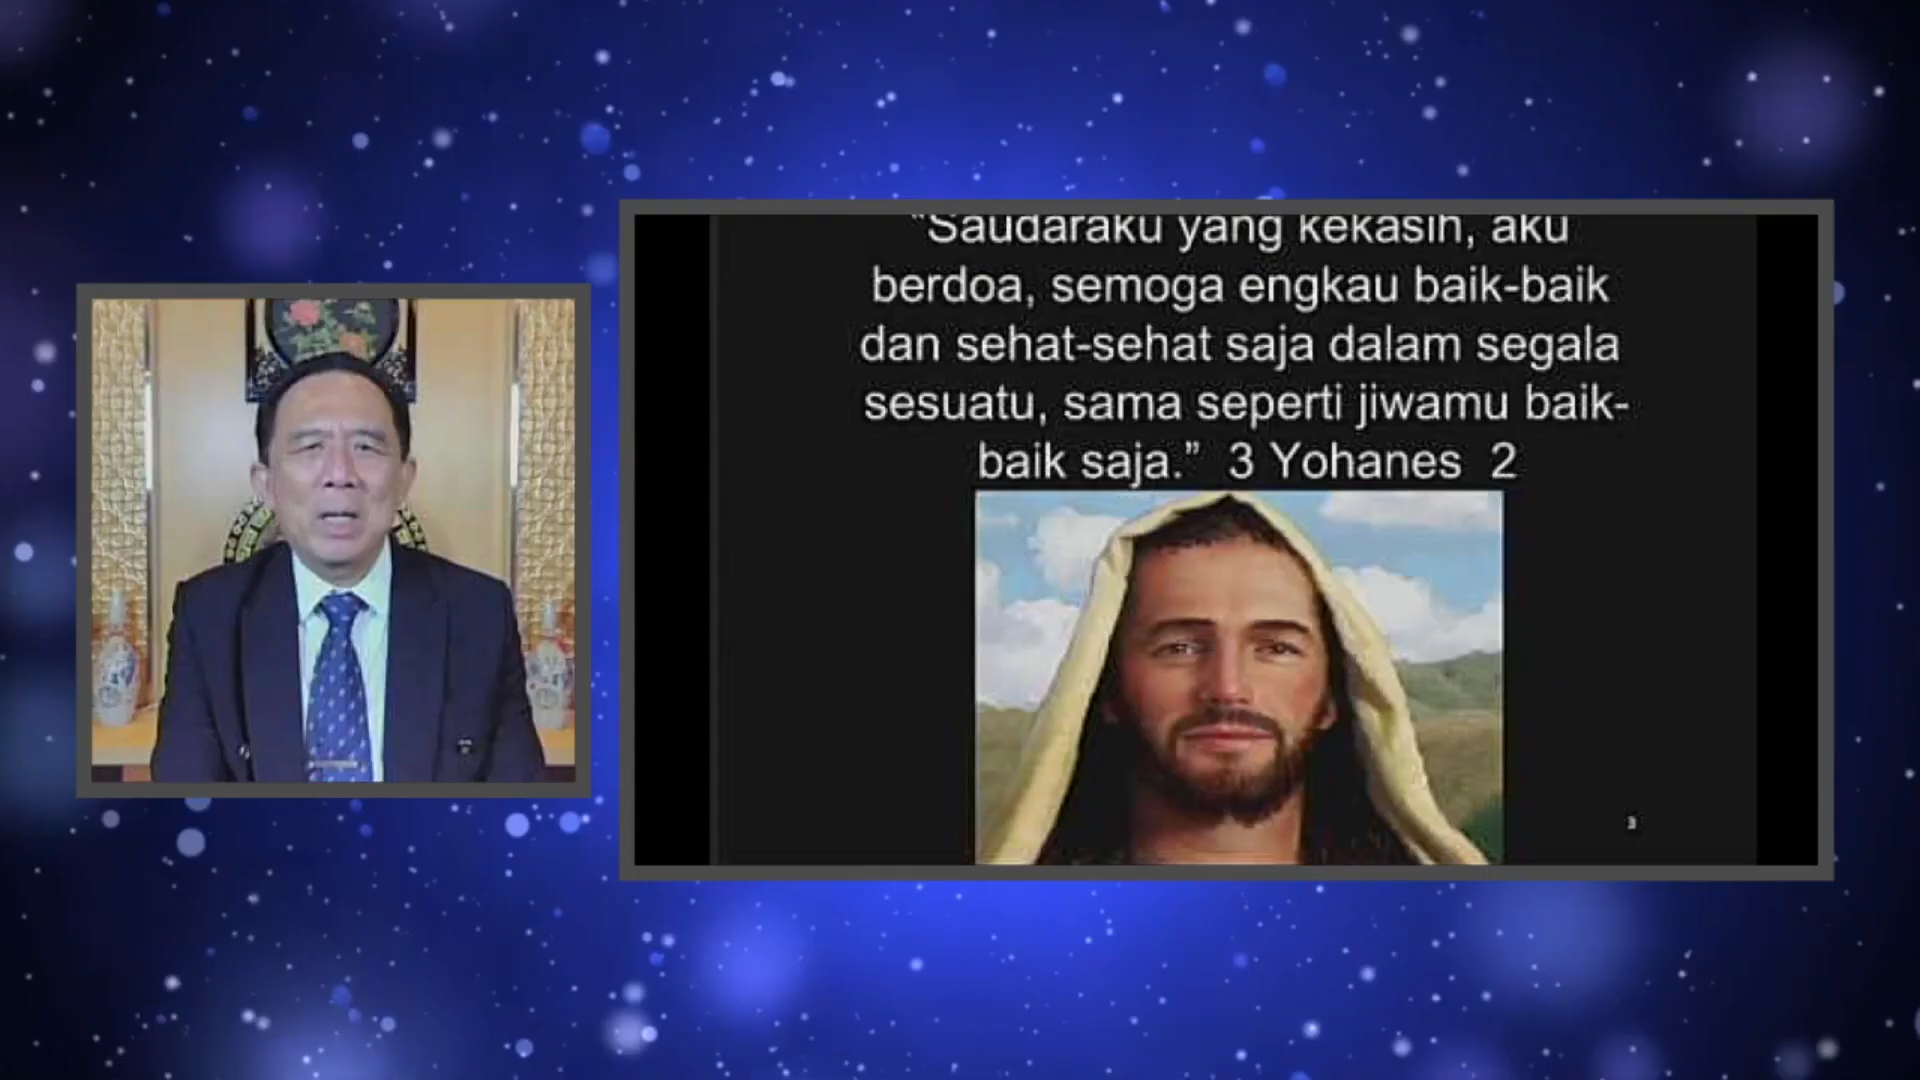 “Saudaraku yang kekasih, aku
berdoa, semoga engkau baik-baik
dan sehat-sehat saja dalam segala
sesuatu, sama seperti jiwamu baik-
baik saja.” 3 Yohanes 2
3